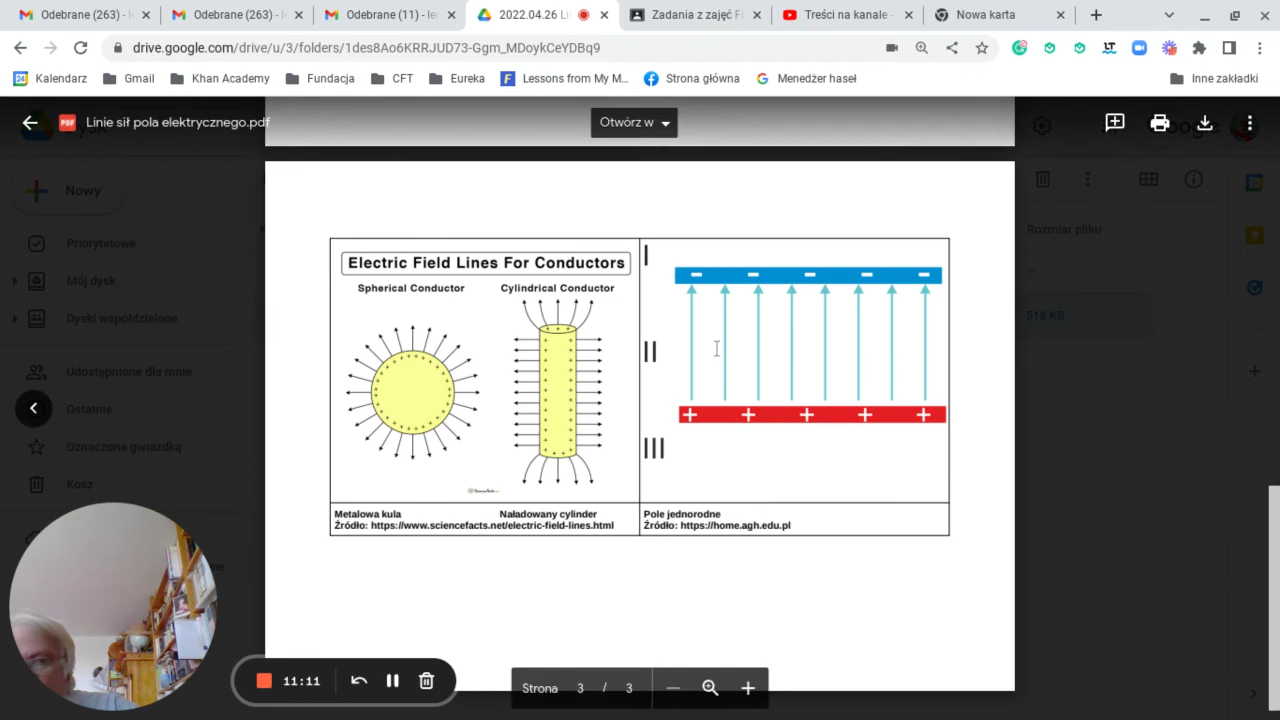 Odebrane (263) - l
Odebrane (263) - l
Odebrane (11) - lec
2022.04.26 Li
Zadania z zajęć Fi
Treści na kanale -
Nowa karta
drive.google.com/drive/u/3/folders/1des8Ao6KRRJUD73-Ggm_MDoykCeYDBq9
Kalendarz
Gmail
Khan Academy
Fundacja
CFT
Eureka
Lessons from My M...
Strona główna
Menedżer haseł
Inne zakładki
PDF
Linie sił pola elektrycznego.pdf
Otwórz w
Nowy
Priorytetowe
Mój dysk
Dyski współdzielone
Udostępnione dla mnie
Ostatnie
Oznaczone gwiazdką
Kosz
Rozmiar pliku
518 KB
Electric Field Lines For Conductors
Spherical Conductor
Cylindrical Conductor
Metalowa kula
Naładowany cylinder
Źródło: https://www.sciencefacts.net/electric-field-lines.html
I
II
III
Pole jednorodne
Źródło: https://home.agh.edu.pl
11:11
Strona 3 / 3